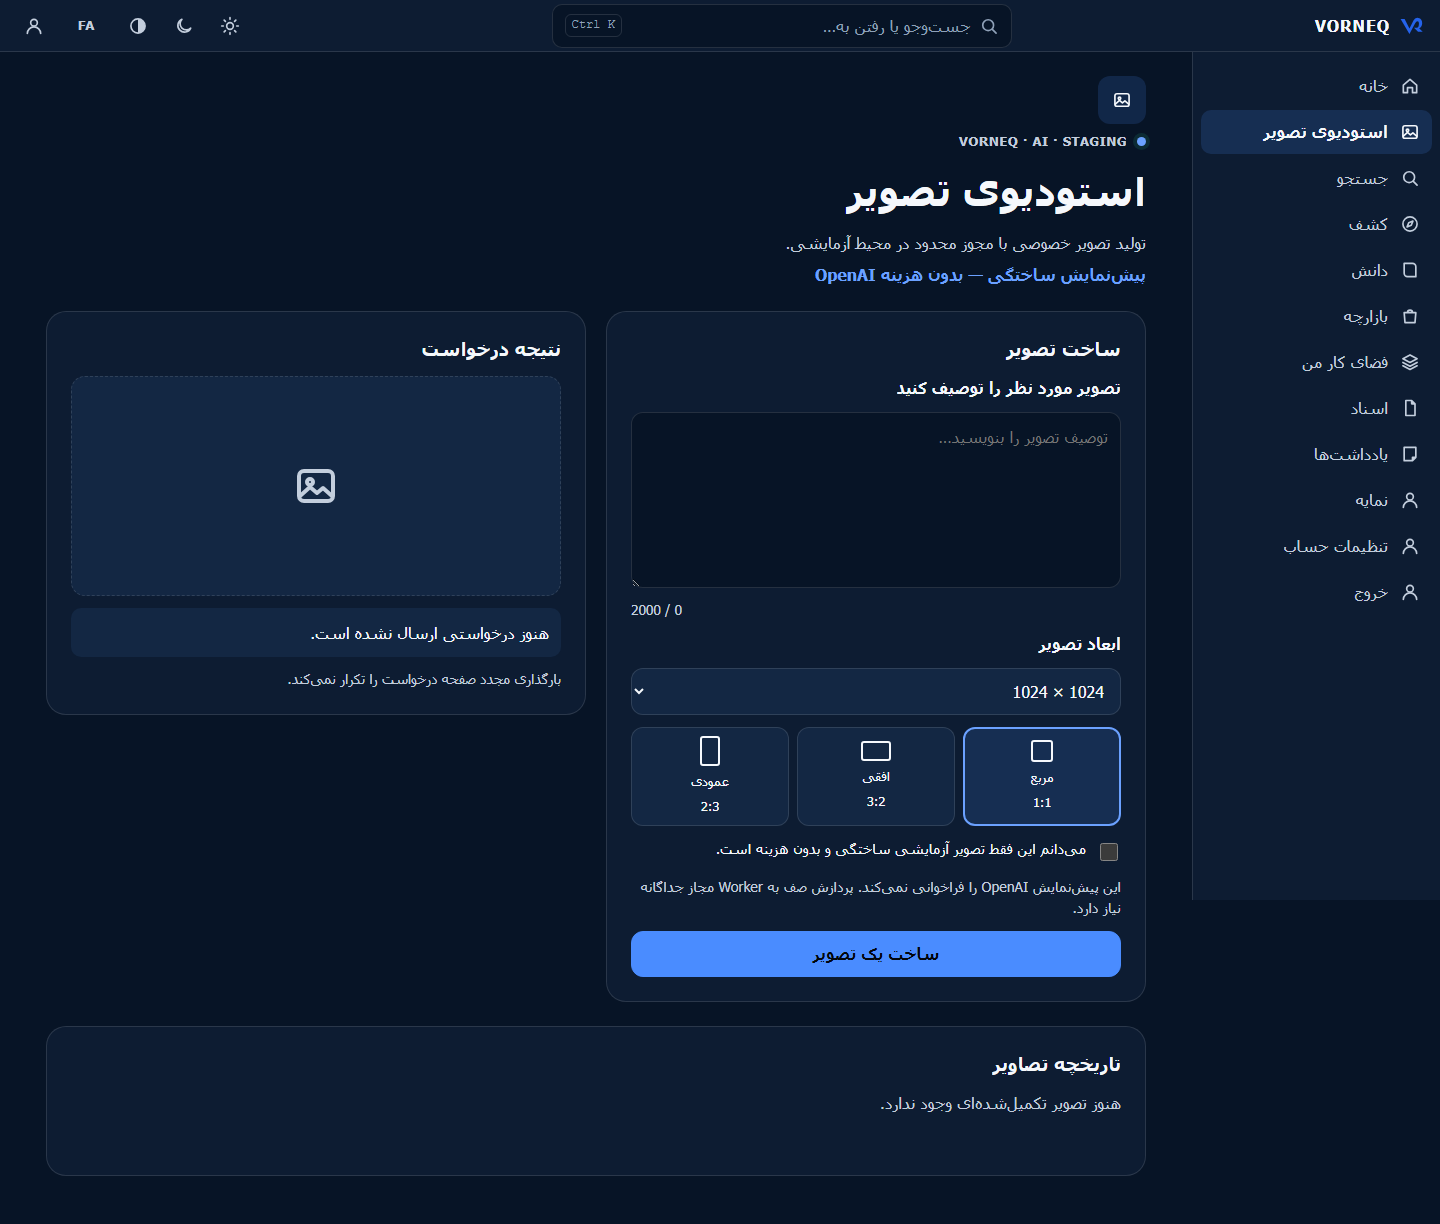 VORNEQ
جست‌وجو یا رفتن به...
Ctrl K
FA
خانه
استودیوی تصویر
جستجو
کشف
دانش
بازارچه
فضای کار من
اسناد
یادداشت‌ها
نمایه
تنظیمات حساب
خروج
VORNEQ · AI · STAGING
استودیوی تصویر
تولید تصویر خصوصی با مجوز محدود در محیط آزمایشی.
پیش‌نمایش ساختگی — بدون هزینه OpenAI
ساخت تصویر
تصویر مورد نظر را توصیف کنید
توصیف تصویر را بنویسید...
2000 / 0
ابعاد تصویر
1024 × 1024
مربع
1:1
افقی
3:2
عمودی
2:3
می‌دانم این فقط تصویر آزمایشی ساختگی و بدون هزینه است.
این پیش‌نمایش OpenAI را فراخوانی نمی‌کند. پردازش صف به Worker مجاز جداگانه
نیاز دارد.
ساخت یک تصویر
نتیجه درخواست
هنوز درخواستی ارسال نشده است.
بارگذاری مجدد صفحه درخواست را تکرار نمی‌کند.
تاریخچه تصاویر
هنوز تصویر تکمیل‌شده‌ای وجود ندارد.